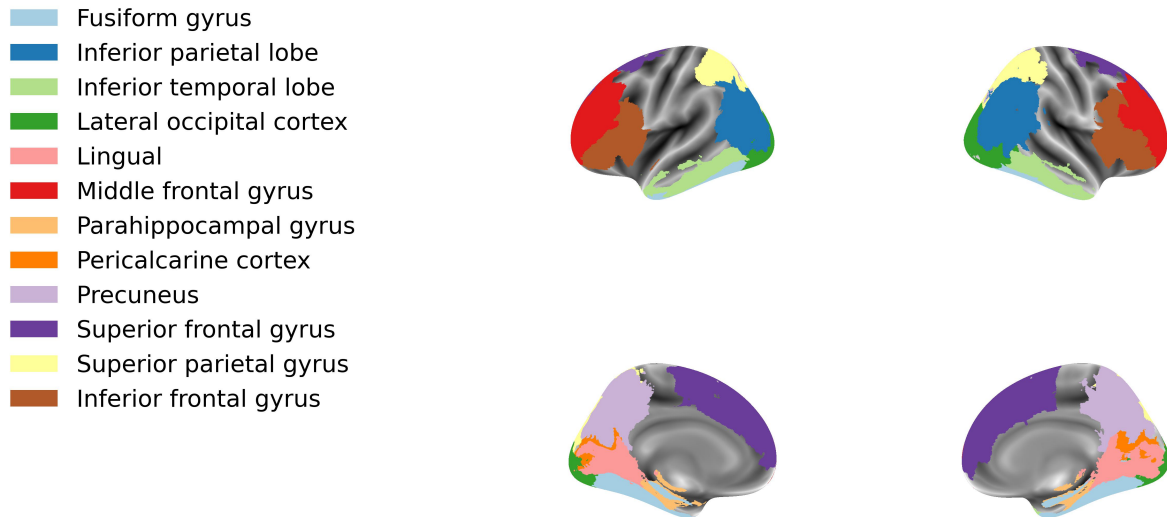 Fusiform gyrus
Inferior parietal lobe
Inferior temporal lobe
Lateral occipital cortex
Lingual
Middle frontal gyrus
Parahippocampal gyrus
Pericalcarine cortex
Precuneus
Superior frontal gyrus
Superior parietal gyrus
Inferior frontal gyrus